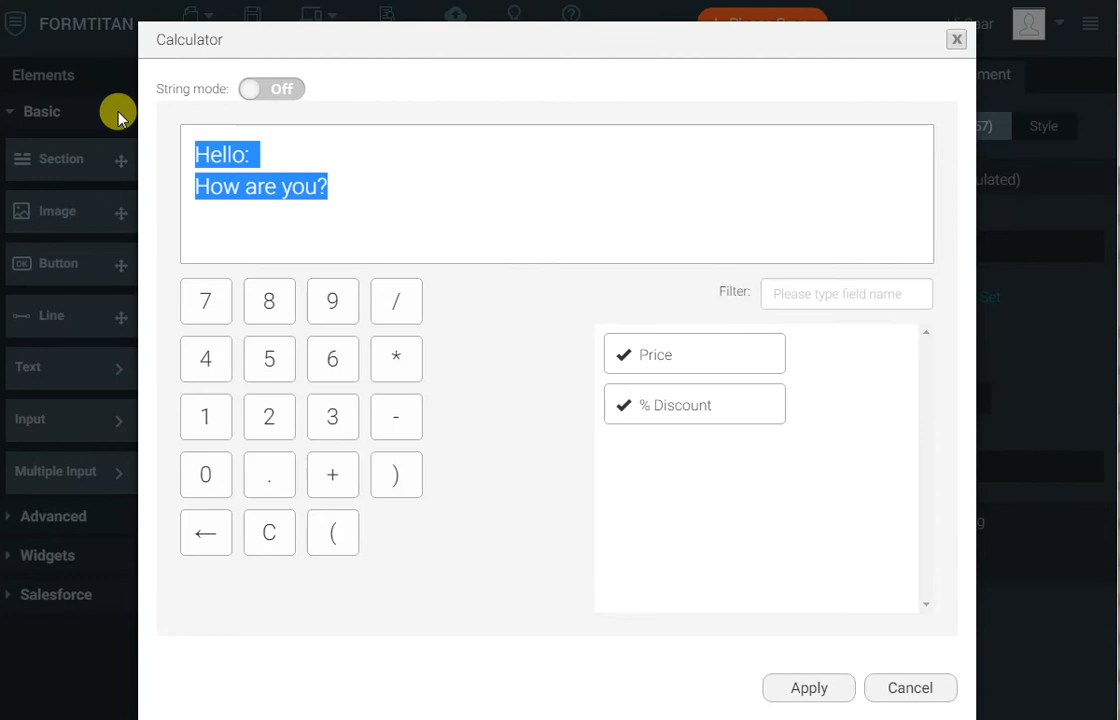 FORMTITAN
Calculator
X
String mode:
Off
Elements
Basic
Section
Image
OK
Button
Line
Text
Input
Multiple Input
Advanced
Widgets
Salesforce
Hello:
How are you?
7 8 9 /
4 5 6 *
1 2 3 -
0 . + )
← C (
Filter:
Please type field name
Price
% Discount
Apply
Cancel
Style
Set